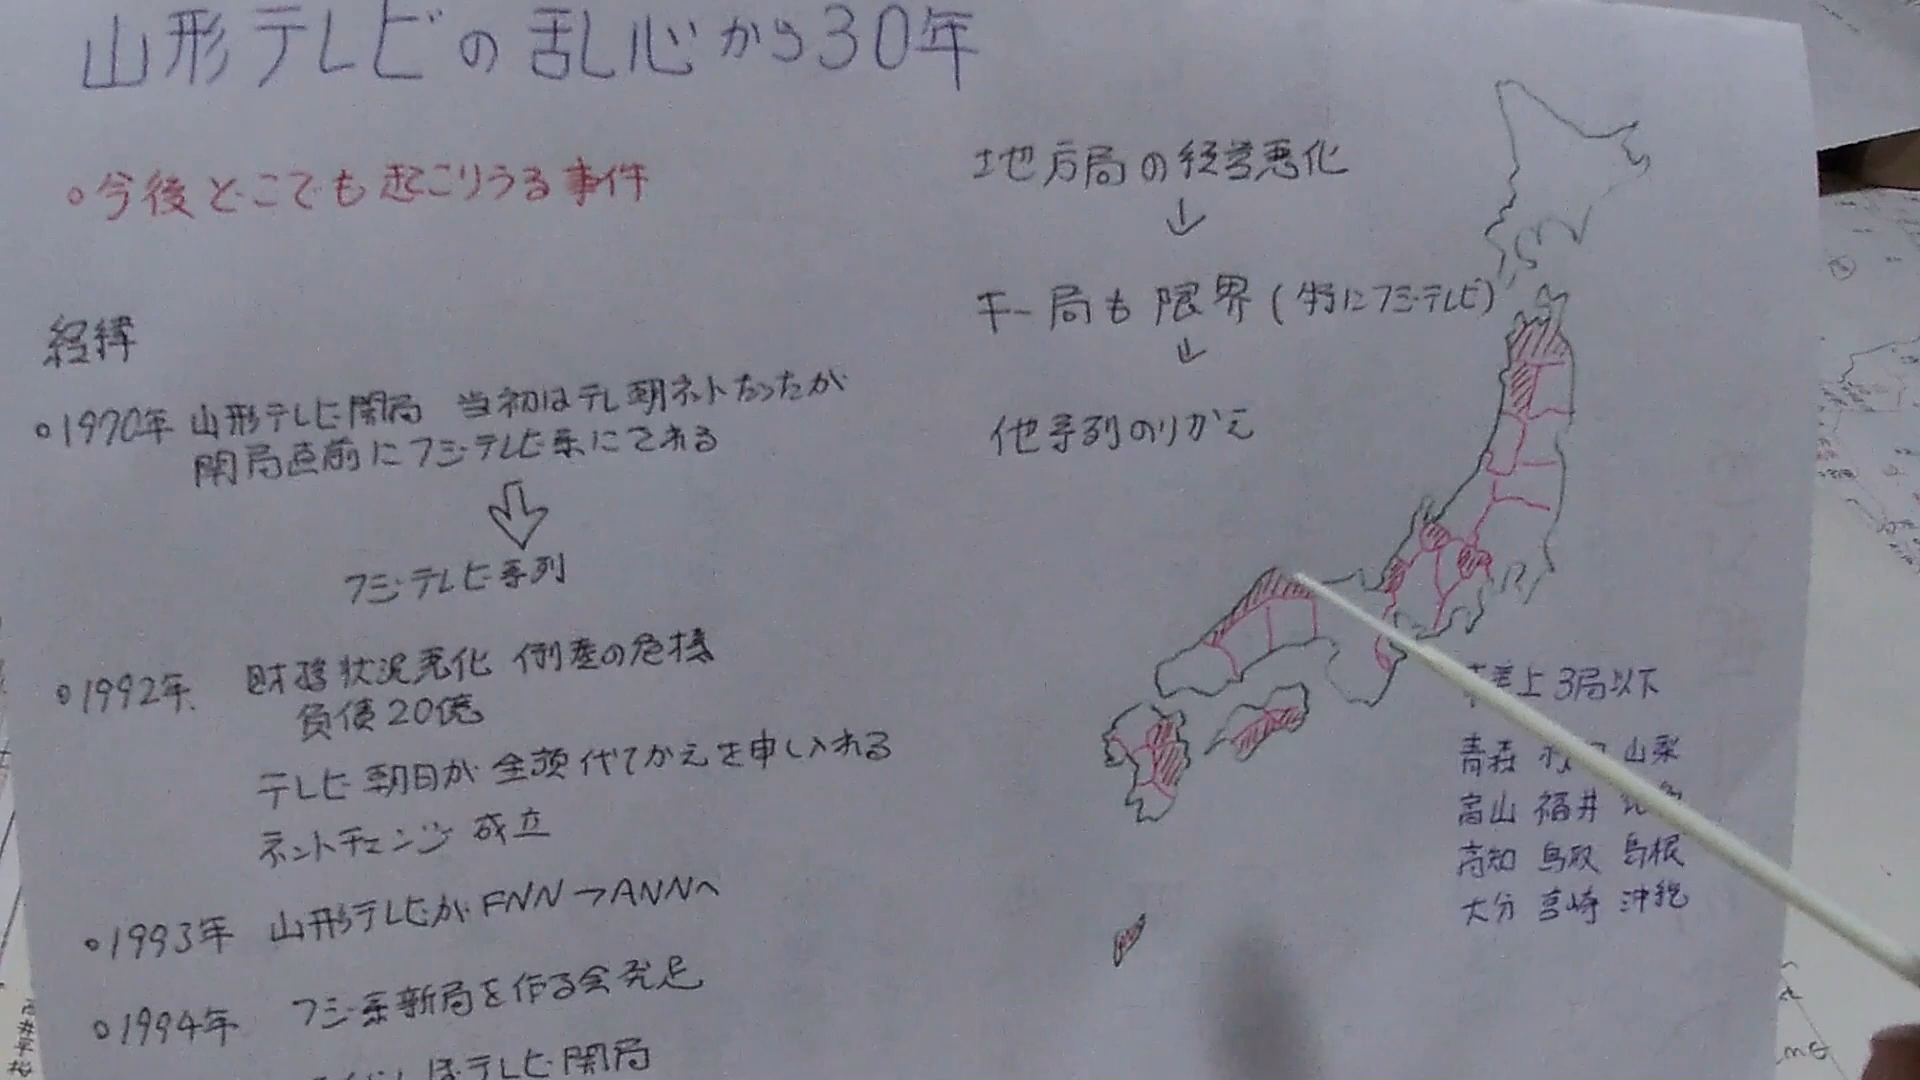 山形テレビの乱心から30年
○今後どこでも起こりうる事件
経緯
○1970年 山形テレビ開局 当初はテレ朝ネトだったが
開局直前にフジテレビ系にされる
フジテレビ系列
○1992年 財務状況悪化 倒産の危機
負債20億
テレビ朝日が全額代てかえを申し入れる
ネットチェンジ成立
○1993年 山形テレビがFNN→ANNへ
○1994年 フジ系新局を作る会発足
ぼテレビ開局
地方局の経営悪化
↓
キー局も限界(特にフジテレビ)
↓
他系列のりかえ
上3局以下
青森 山梨
富山 福井
高知 鳥取 島根
大分 宮崎 沖縄